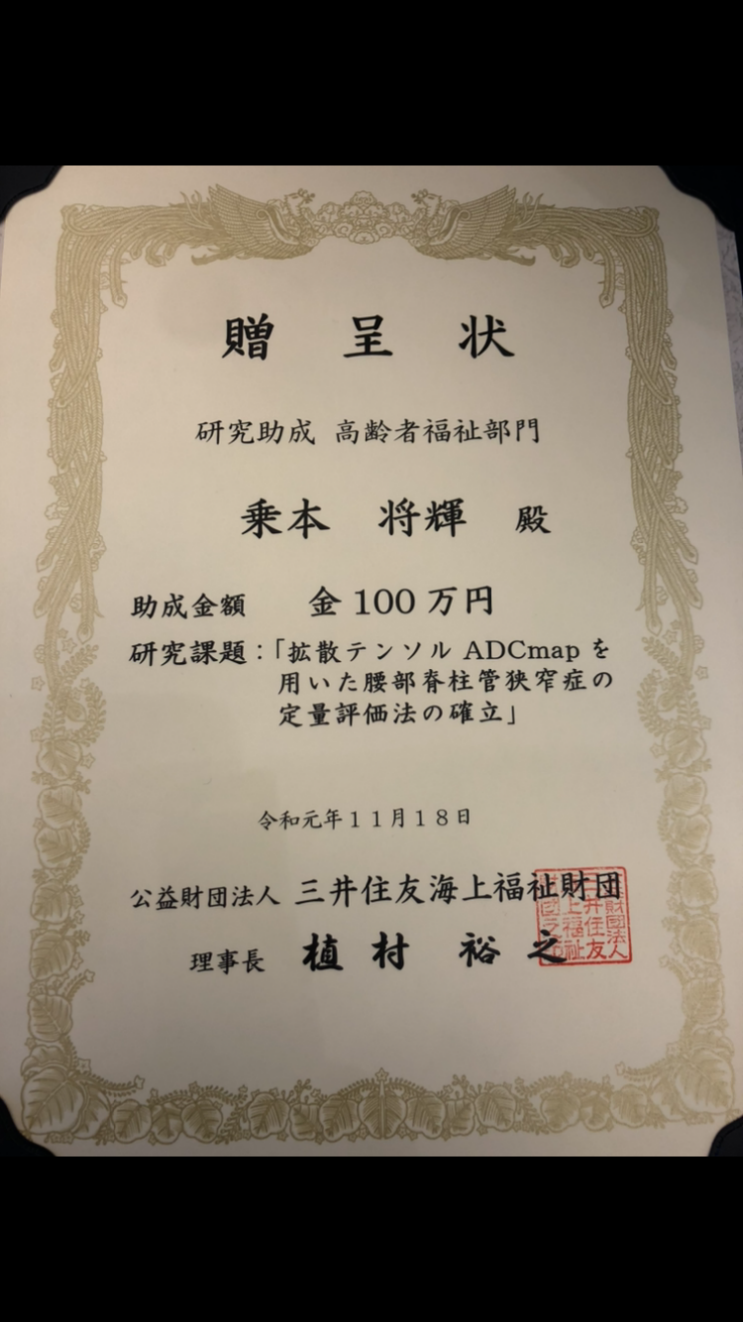 贈呈状
研究助成 高齢者福祉部門
乗本 将輝 殿
助成金額 金100万円
研究課題：「拡散テンソル ADCmap を
用いた腰部脊柱管狭窄症の
定量評価法の確立」
令和元年11月18日
公益財団法人 三井住友海上福祉財団
理事長 植村 裕之